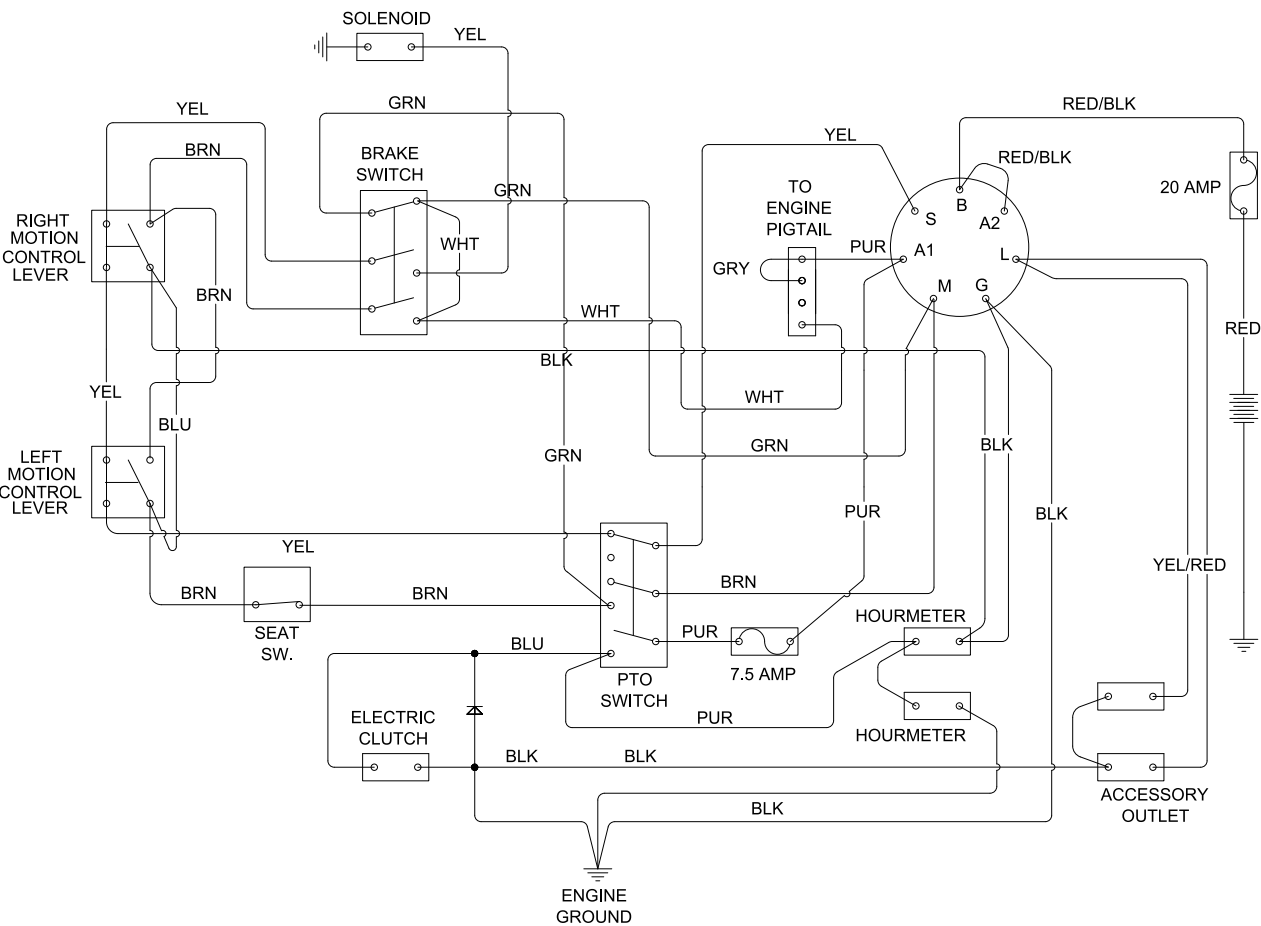 SOLENOID
YEL
GRN
RED/BLK
YEL
YEL
BRN
BRAKE
SWITCH
RED/BLK
TO
ENGINE
PIGTAIL
20 AMP
GRN
B
S
A2
RIGHT
MOTION
CONTROL
LEVER
WHT
PUR
A1
L
GRY
M
G
BRN
WHT
RED
BLK
YEL
WHT
BLU
GRN
BLK
LEFT
MOTION
CONTROL
LEVER
GRN
PUR
BLK
YEL
YEL/RED
BRN
BRN
BRN
SEAT
SW.
HOURMETER
PUR
BLU
7.5 AMP
PTO
SWITCH
ELECTRIC
CLUTCH
PUR
HOURMETER
BLK
BLK
ACCESSORY
OUTLET
BLK
ENGINE
GROUND